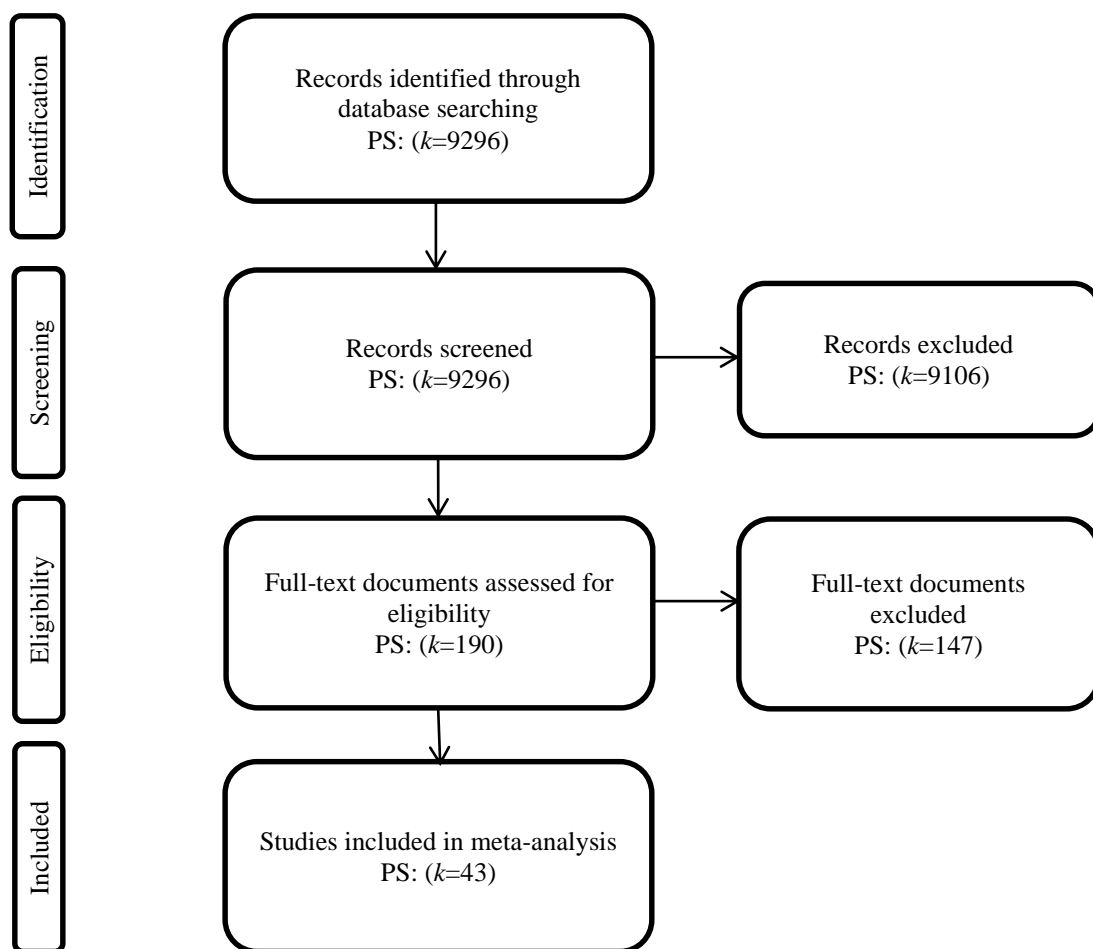 Identification
Records identified through
database searching
PS: (k=9296)
Screening
Records screened
PS: (k=9296)
Records excluded
PS: (k=9106)
Eligibility
Full-text documents assessed for
eligibility
PS: (k=190)
Full-text documents
excluded
PS: (k=147)
Included
Studies included in meta-analysis
PS: (k=43)